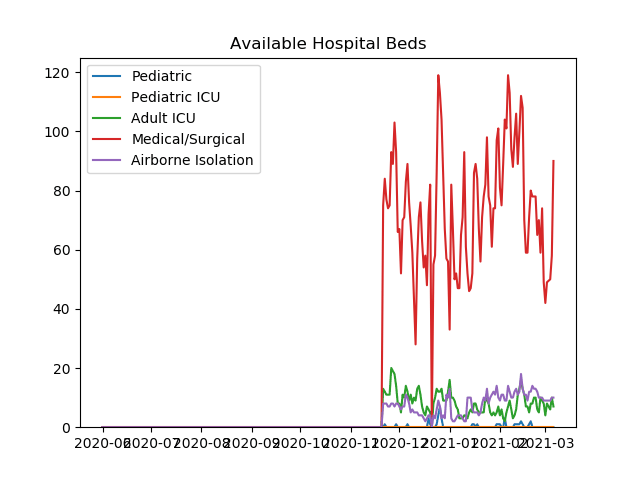 Available Hospital Beds
Pediatric
Pediatric ICU
Adult ICU
Medical/Surgical
Airborne Isolation
120
100
80
60
40
20
0
2020-06 2020-07 2020-08 2020-09 2020-10 2020-11 2020-12 2021-01 2021-02 2021-03